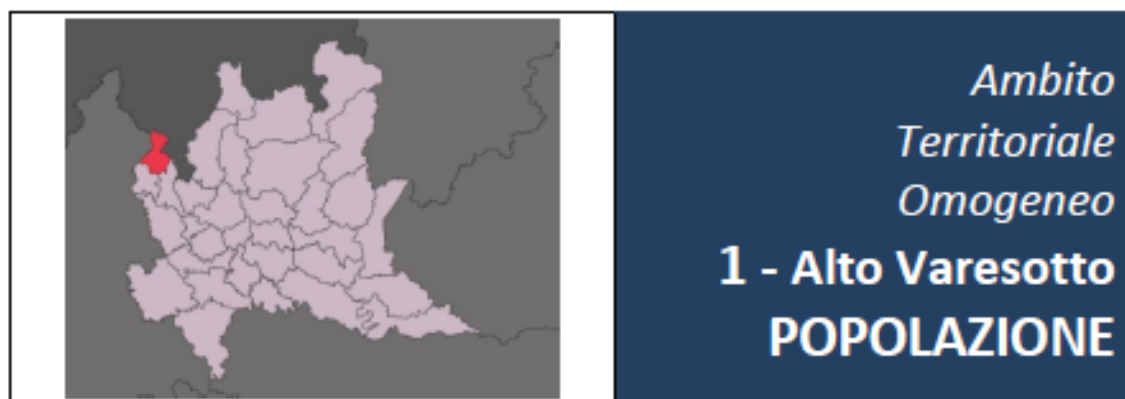 Ambito
Territoriale
Omogeneo
1 - Alto Varesotto
POPOLAZIONE